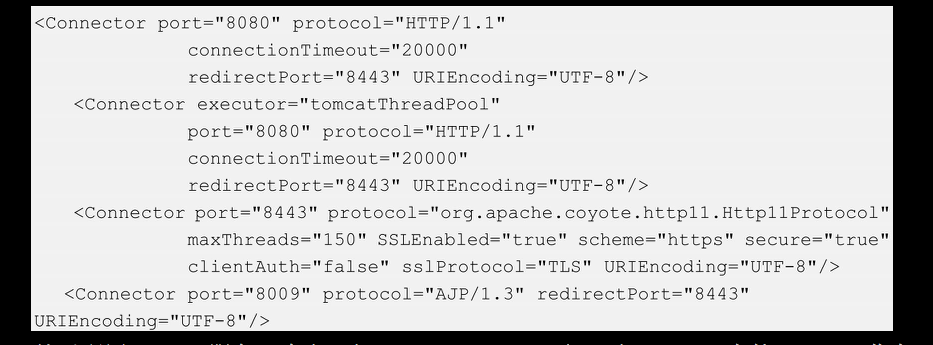 <Connector port="8080" protocol="HTTP/1.1"
connectionTimeout="20000"
redirectPort="8443" URIEncoding="UTF-8"/>
<Connector executor="tomcatThreadPool"
port="8080" protocol="HTTP/1.1"
connectionTimeout="20000"
redirectPort="8443" URIEncoding="UTF-8"/>
<Connector port="8443" protocol="org.apache.coyote.http11.Http11Protocol"
maxThreads="150" SSLEnabled="true" scheme="https" secure="true"
clientAuth="false" sslProtocol="TLS" URIEncoding="UTF-8"/>
<Connector port="8009" protocol="AJP/1.3" redirectPort="8443"
URIEncoding="UTF-8"/>